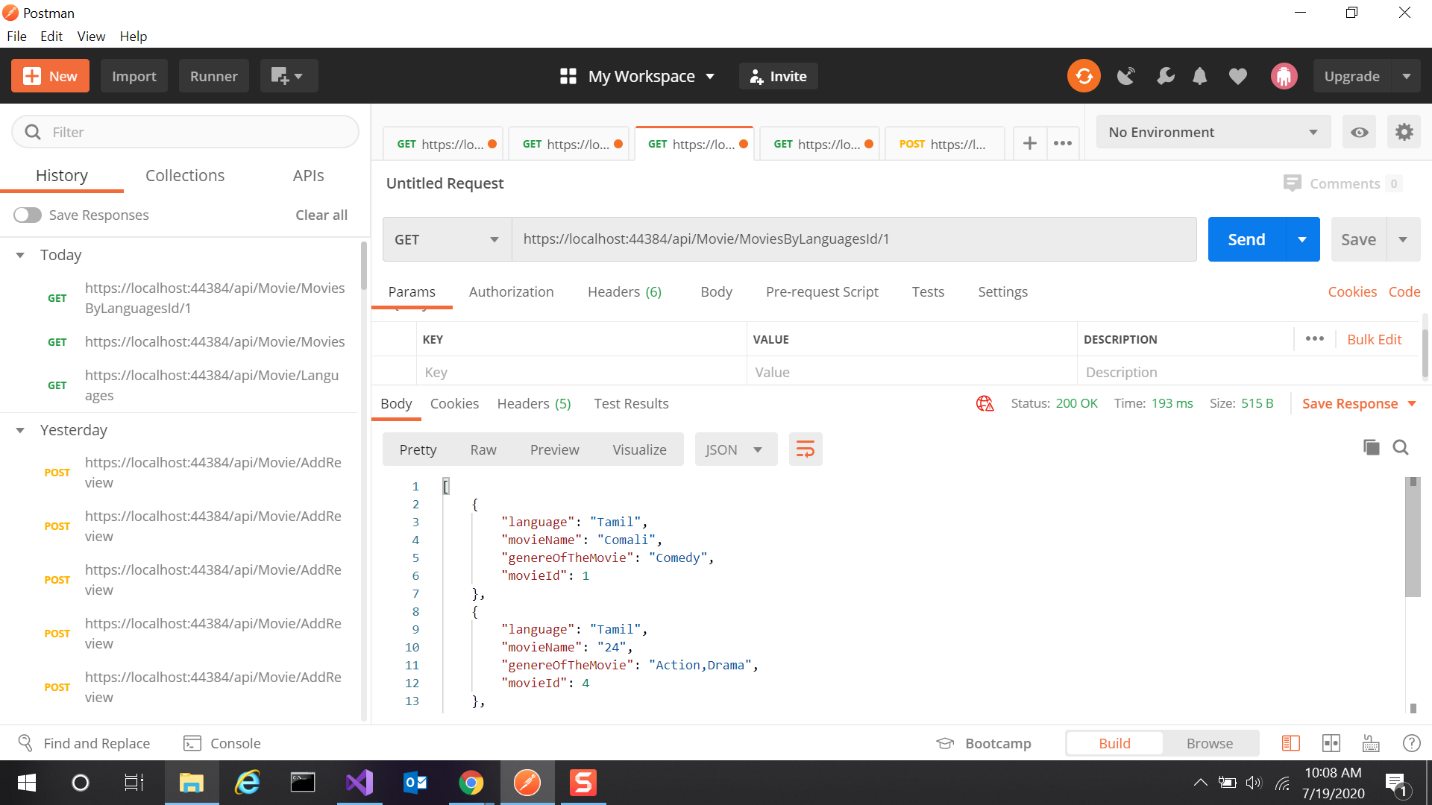 Postman
File Edit View Help
New Import Runner My Workspace Invite Upgrade
Filter
History Collections APIs
Save Responses Clear all
Today
GET https://localhost:44384/api/Movie/Movies
ByLanguagesId/1
GET https://localhost:44384/api/Movie/Movies
GET https://localhost:44384/api/Movie/Langu
ages
Yesterday
POST https://localhost:44384/api/Movie/AddRe
view
POST https://localhost:44384/api/Movie/AddRe
view
POST https://localhost:44384/api/Movie/AddRe
view
POST https://localhost:44384/api/Movie/AddRe
view
POST https://localhost:44384/api/Movie/AddRe
view
GET https://lo... GET https://lo... GET https://lo... GET https://lo... POST https://l... No Environment
Untitled Request Comments 0
GET https://localhost:44384/api/Movie/MoviesByLanguagesId/1 Send Save
Params Authorization Headers (6) Body Pre-request Script Tests Settings Cookies Code
KEY VALUE DESCRIPTION Bulk Edit
Key Value Description
Body Cookies Headers (5) Test Results Status: 200 OK Time: 193 ms Size: 515 B Save Response
Pretty Raw Preview Visualize JSON
1 [
2 {
3 "language": "Tamil",
4 "movieName": "Comali",
5 "genereOfTheMovie": "Comedy",
6 "movieId": 1
7 },
8 {
9 "language": "Tamil",
10 "movieName": "24",
11 "genereOfTheMovie": "Action,Drama",
12 "movieId": 4
13 },
Find and Replace Console Bootcamp Build Browse
10:08 AM
7/19/2020
1